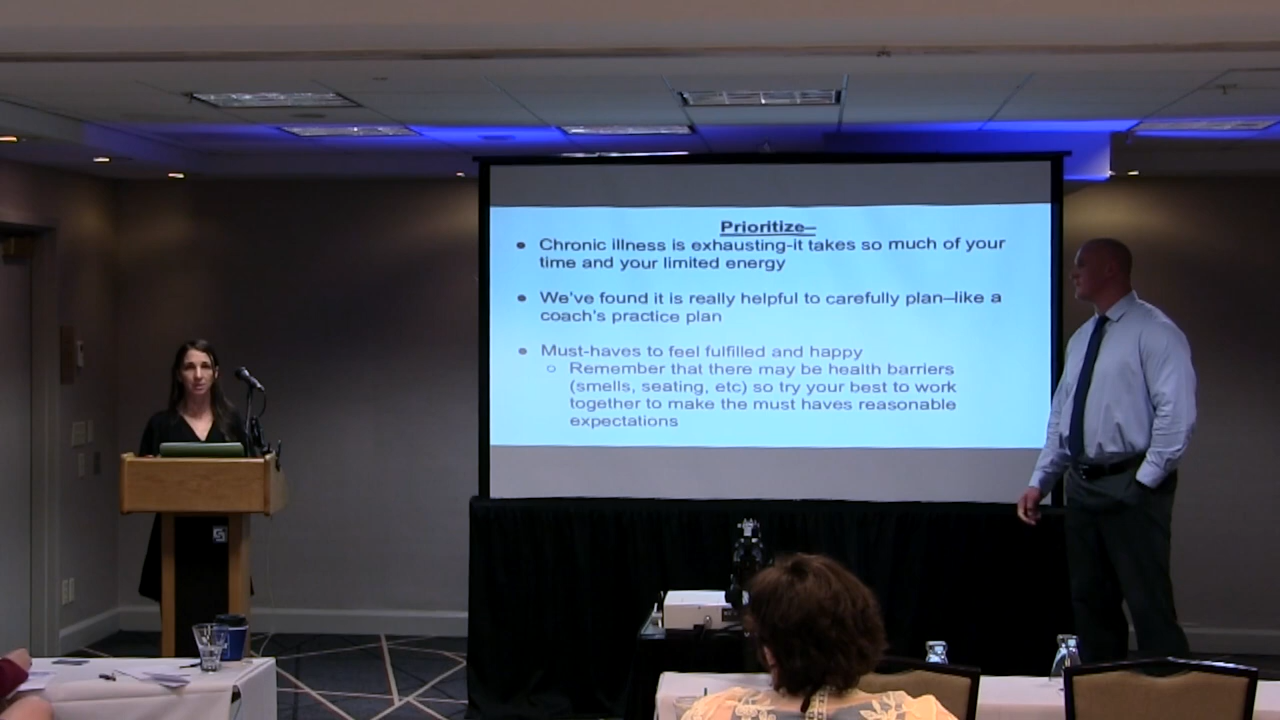 Prioritize–
• Chronic illness is exhausting-it takes so much of your
time and your limited energy
• We've found it is really helpful to carefully plan–like a
coach's practice plan
• Must-haves to feel fulfilled and happy
○ Remember that there may be health barriers
(smells, seating, etc) so try your best to work
together to make the must haves reasonable
expectations